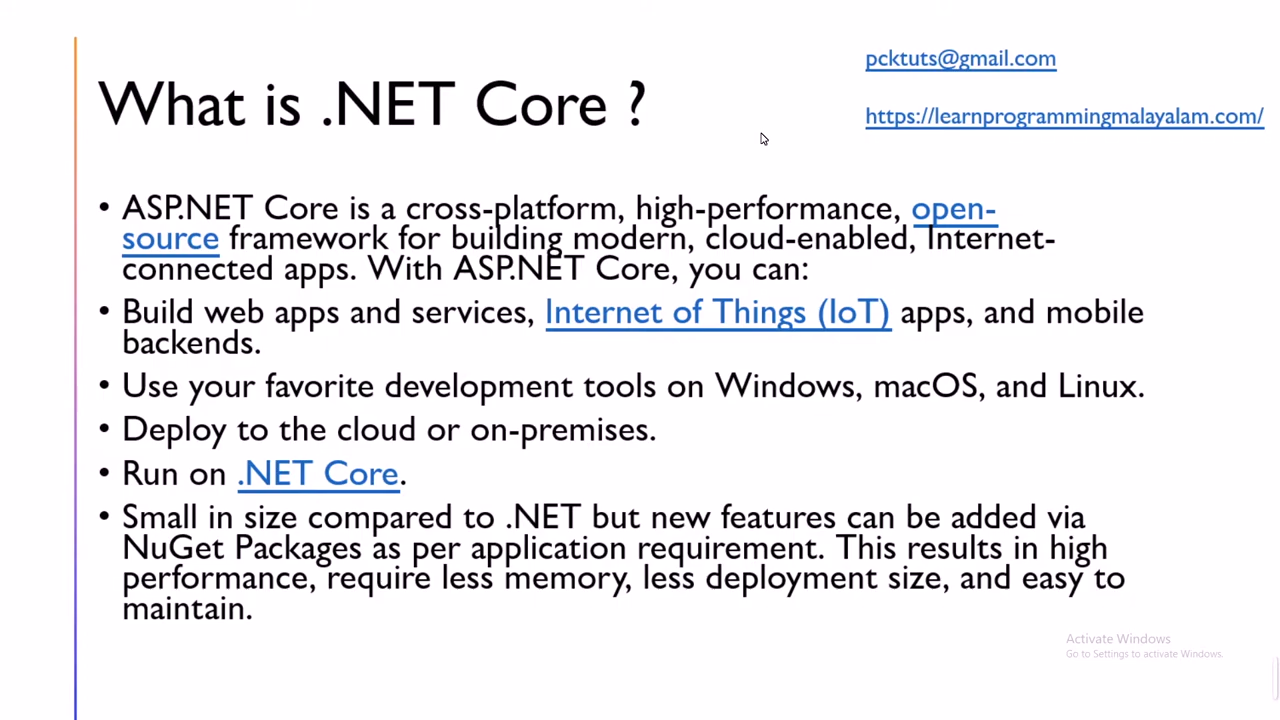 pcktuts@gmail.com
What is .NET Core ?
https://learnprogrammingmalayalam.com/
• ASP.NET Core is a cross-platform, high-performance, open-
source framework for building modern, cloud-enabled, Internet-
connected apps. With ASP.NET Core, you can:
• Build web apps and services, Internet of Things (IoT) apps, and mobile
backends.
• Use your favorite development tools on Windows, macOS, and Linux.
• Deploy to the cloud or on-premises.
• Run on .NET Core.
• Small in size compared to .NET but new features can be added via
NuGet Packages as per application requirement. This results in high
performance, require less memory, less deployment size, and easy to
maintain.
Activate Windows
Go to Settings to activate Windows.